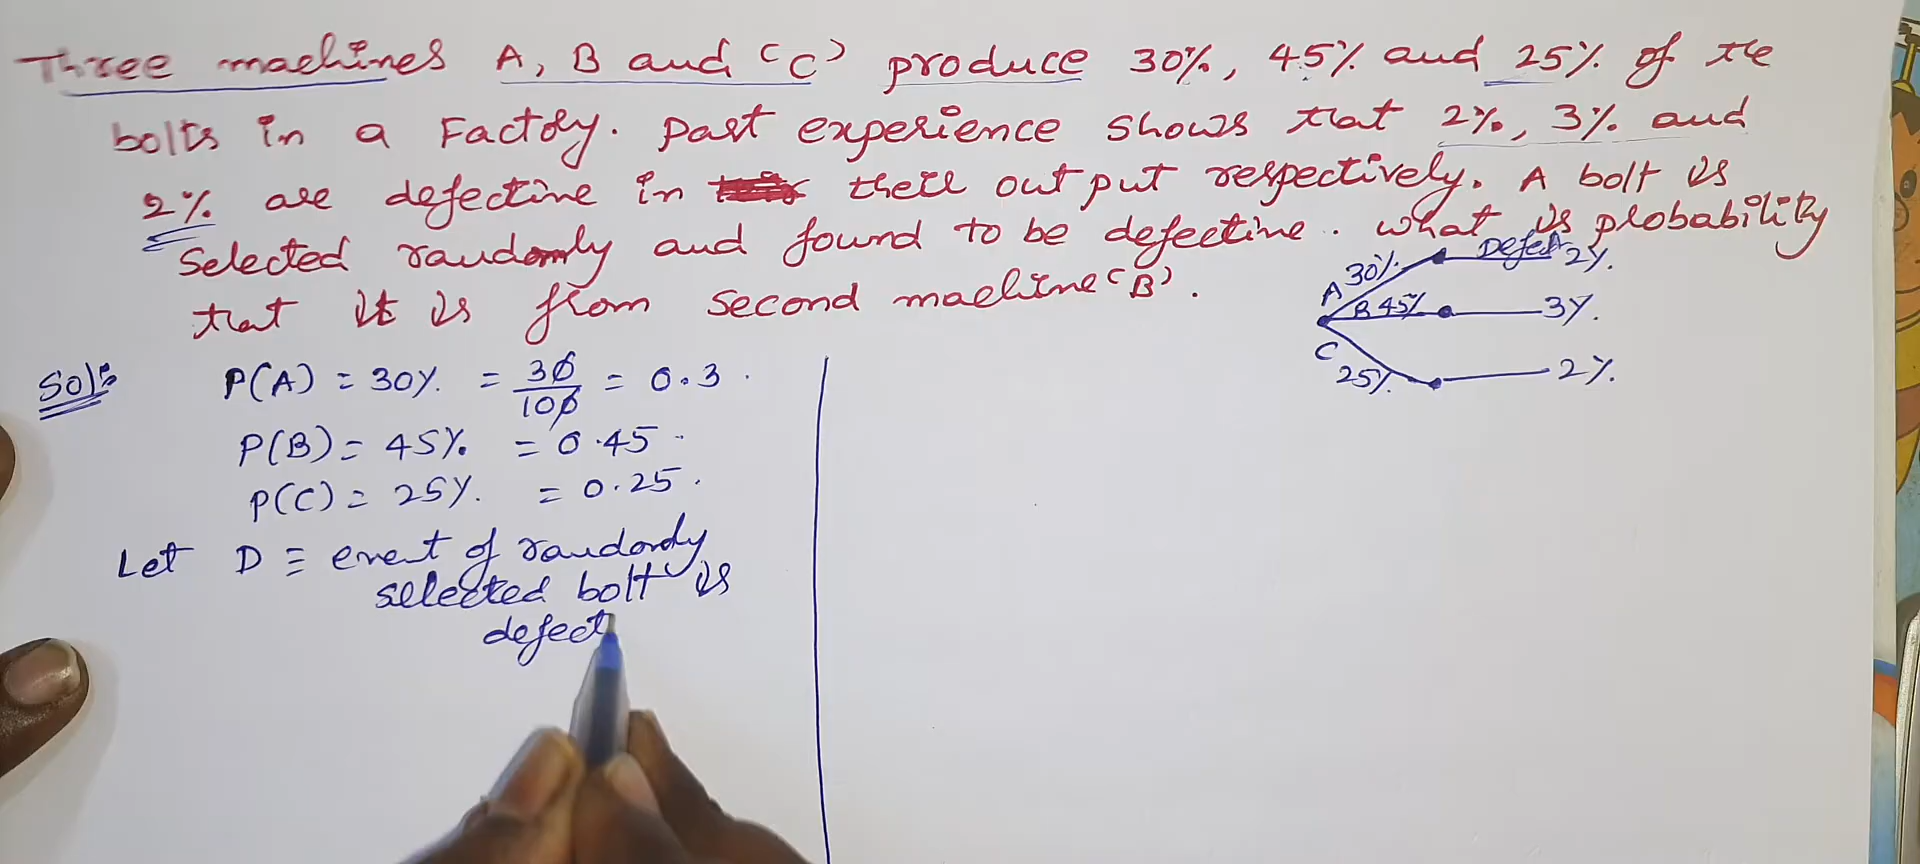 Three machines A, B and 'C' produce 30%, 45% and 25% of the
bolts in a Factory. past experience shows that 2%, 3% and
2% are defective in their out put respectively. A bolt is
selected randomly and found to be defective. what is probability
that it is from second machine 'B'.
Defect 2%.
A 30%.
B 45%
3%.
C
25%.
2%.
Sol:
P(A) = 30%. = 30/100 = 0.3.
P(B) = 45%. = 0.45.
P(C) = 25%. = 0.25.
Let D ≡ event of randomly
selected bolt is
defect